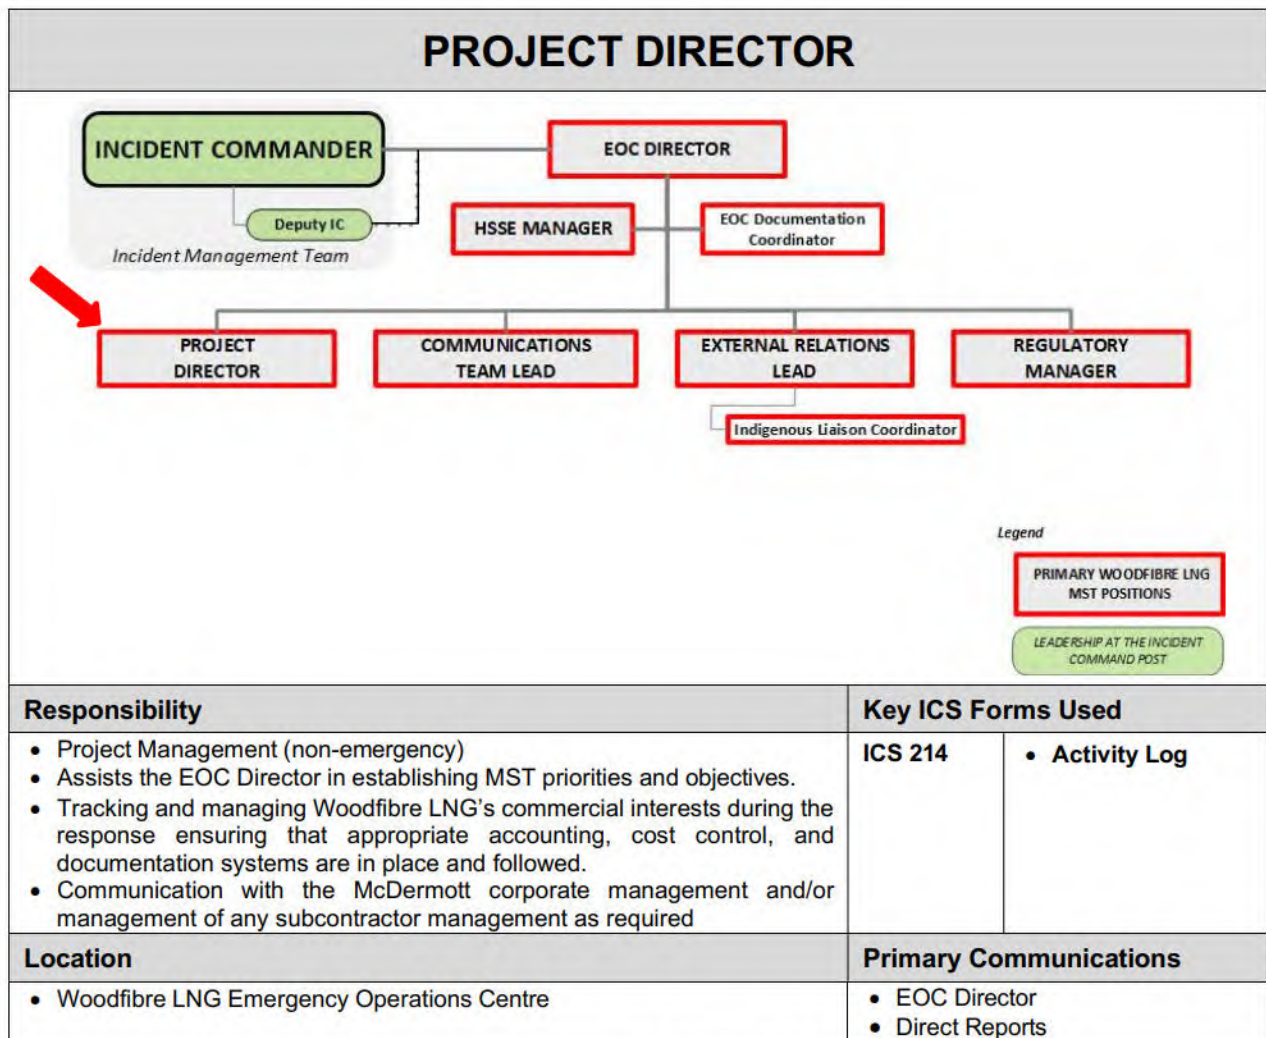 PROJECT DIRECTOR
INCIDENT COMMANDER
EOC DIRECTOR
Deputy IC
HSSE MANAGER
EOC Documentation
Coordinator
Incident Management Team
PROJECT
DIRECTOR
COMMUNICATIONS
TEAM LEAD
EXTERNAL RELATIONS
LEAD
REGULATORY
MANAGER
Indigenous Liaison Coordinator
Legend
PRIMARY WOODFIBRE LNG
MST POSITIONS
LEADERSHIP AT THE INCIDENT
COMMAND POST
Responsibility
Key ICS Forms Used
• Project Management (non-emergency)
• Assists the EOC Director in establishing MST priorities and objectives.
• Tracking and managing Woodfibre LNG's commercial interests during the
response ensuring that appropriate accounting, cost control, and
documentation systems are in place and followed.
• Communication with the McDermott corporate management and/or
management of any subcontractor management as required
ICS 214
• Activity Log
Location
Primary Communications
• Woodfibre LNG Emergency Operations Centre
• EOC Director
• Direct Reports